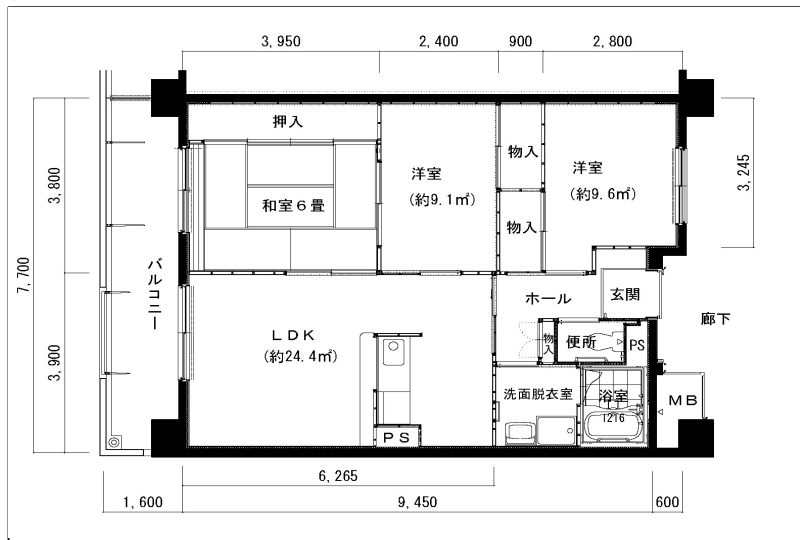 3,950
2,400
900
2,800
押入
洋室
(約9.1㎡)
物入
洋室
(約9.6㎡)
3,245
3,800
和室6畳
物入
7,700
バルコニー
ホール
玄関
廊下
LDK
(約24.4㎡)
物入
便所
PS
3,900
洗面脱衣室
浴室
1216
MB
PS
6,265
1,600
9,450
600